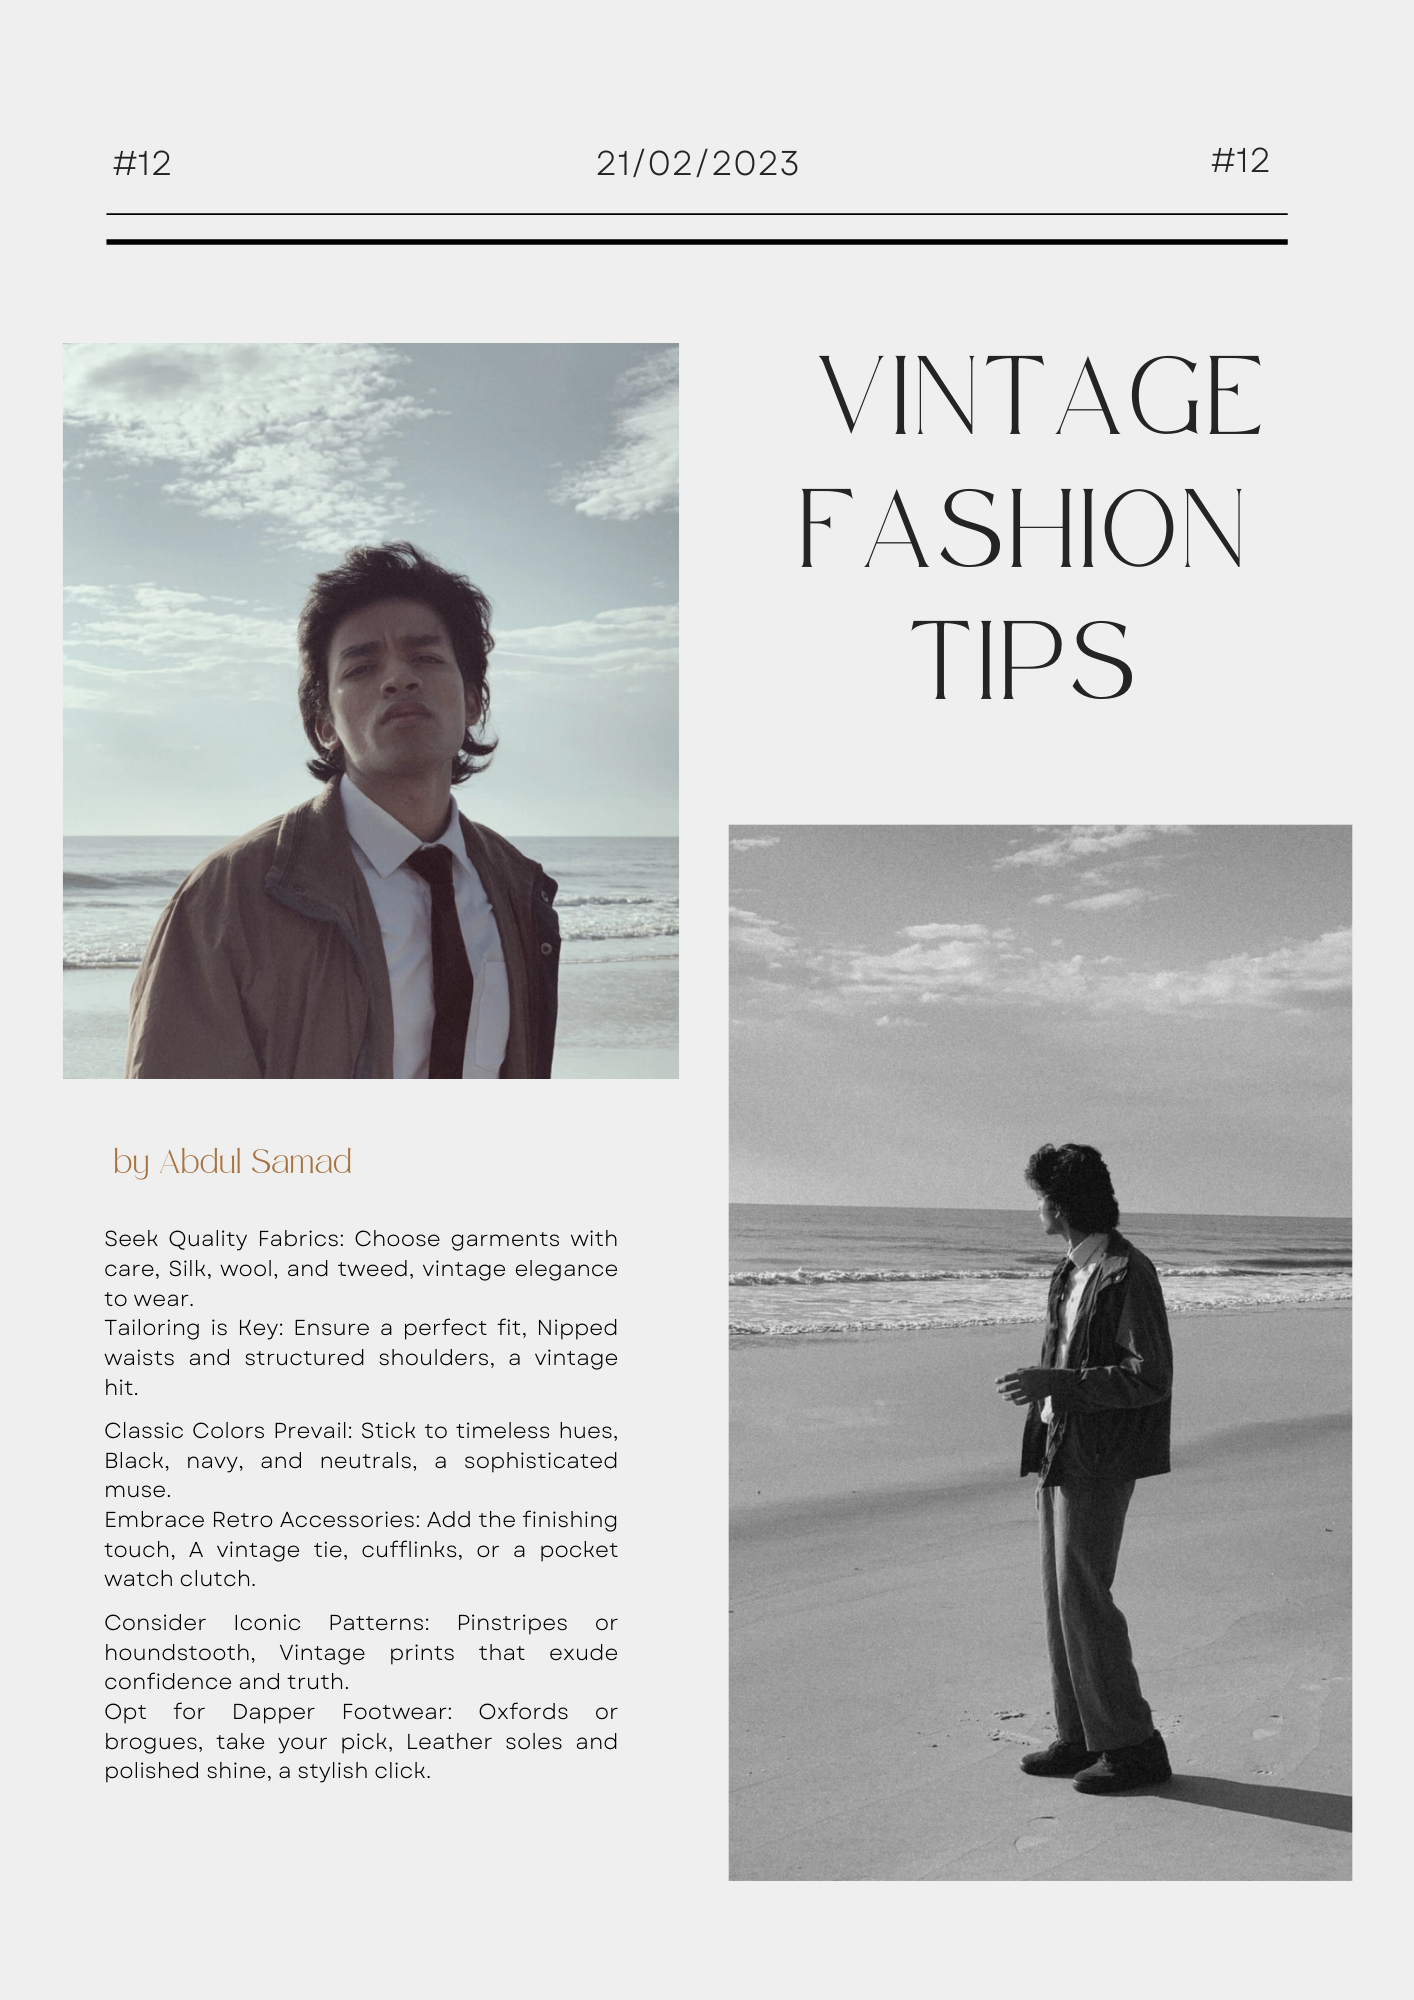 #12 21/02/2023 #12
VINTAGE
FASHION
TIPS
by Abdul Samad
Seek Quality Fabrics: Choose garments with
care, Silk, wool, and tweed, vintage elegance
to wear.
Tailoring is Key: Ensure a perfect fit, Nipped
waists and structured shoulders, a vintage
hit.
Classic Colors Prevail: Stick to timeless hues,
Black, navy, and neutrals, a sophisticated
muse.
Embrace Retro Accessories: Add the finishing
touch, A vintage tie, cufflinks, or a pocket
watch clutch.
Consider Iconic Patterns: Pinstripes or
houndstooth, Vintage prints that exude
confidence and truth.
Opt for Dapper Footwear: Oxfords or
brogues, take your pick, Leather soles and
polished shine, a stylish click.